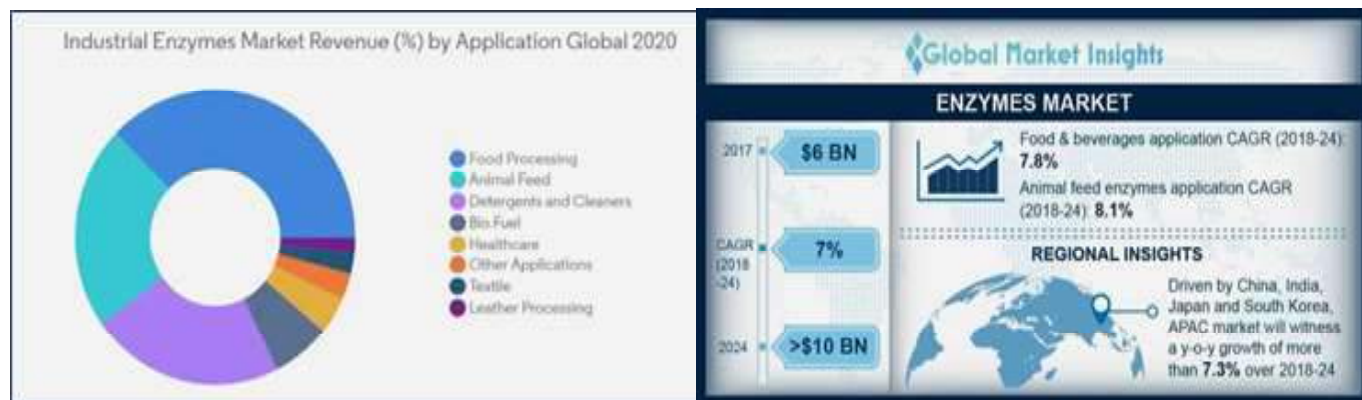 Industrial Enzymes Market Revenue (%) by Application Global 2020
Food Processing
Animal Feed
Detergents and Cleaners
Bio Fuel
Healthcare
Other Applications
Textile
Leather Processing
Global Market Insights
ENZYMES MARKET
2017
$6 BN
CAGR
(2018
-24)
7%
2024
>$10 BN
Food & beverages application CAGR (2018-24):
7.8%
Animal feed enzymes application CAGR
(2018-24): 8.1%
REGIONAL INSIGHTS
Driven by China, India,
Japan and South Korea,
APAC market will witness
a y-o-y growth of more
than 7.3% over 2018-24